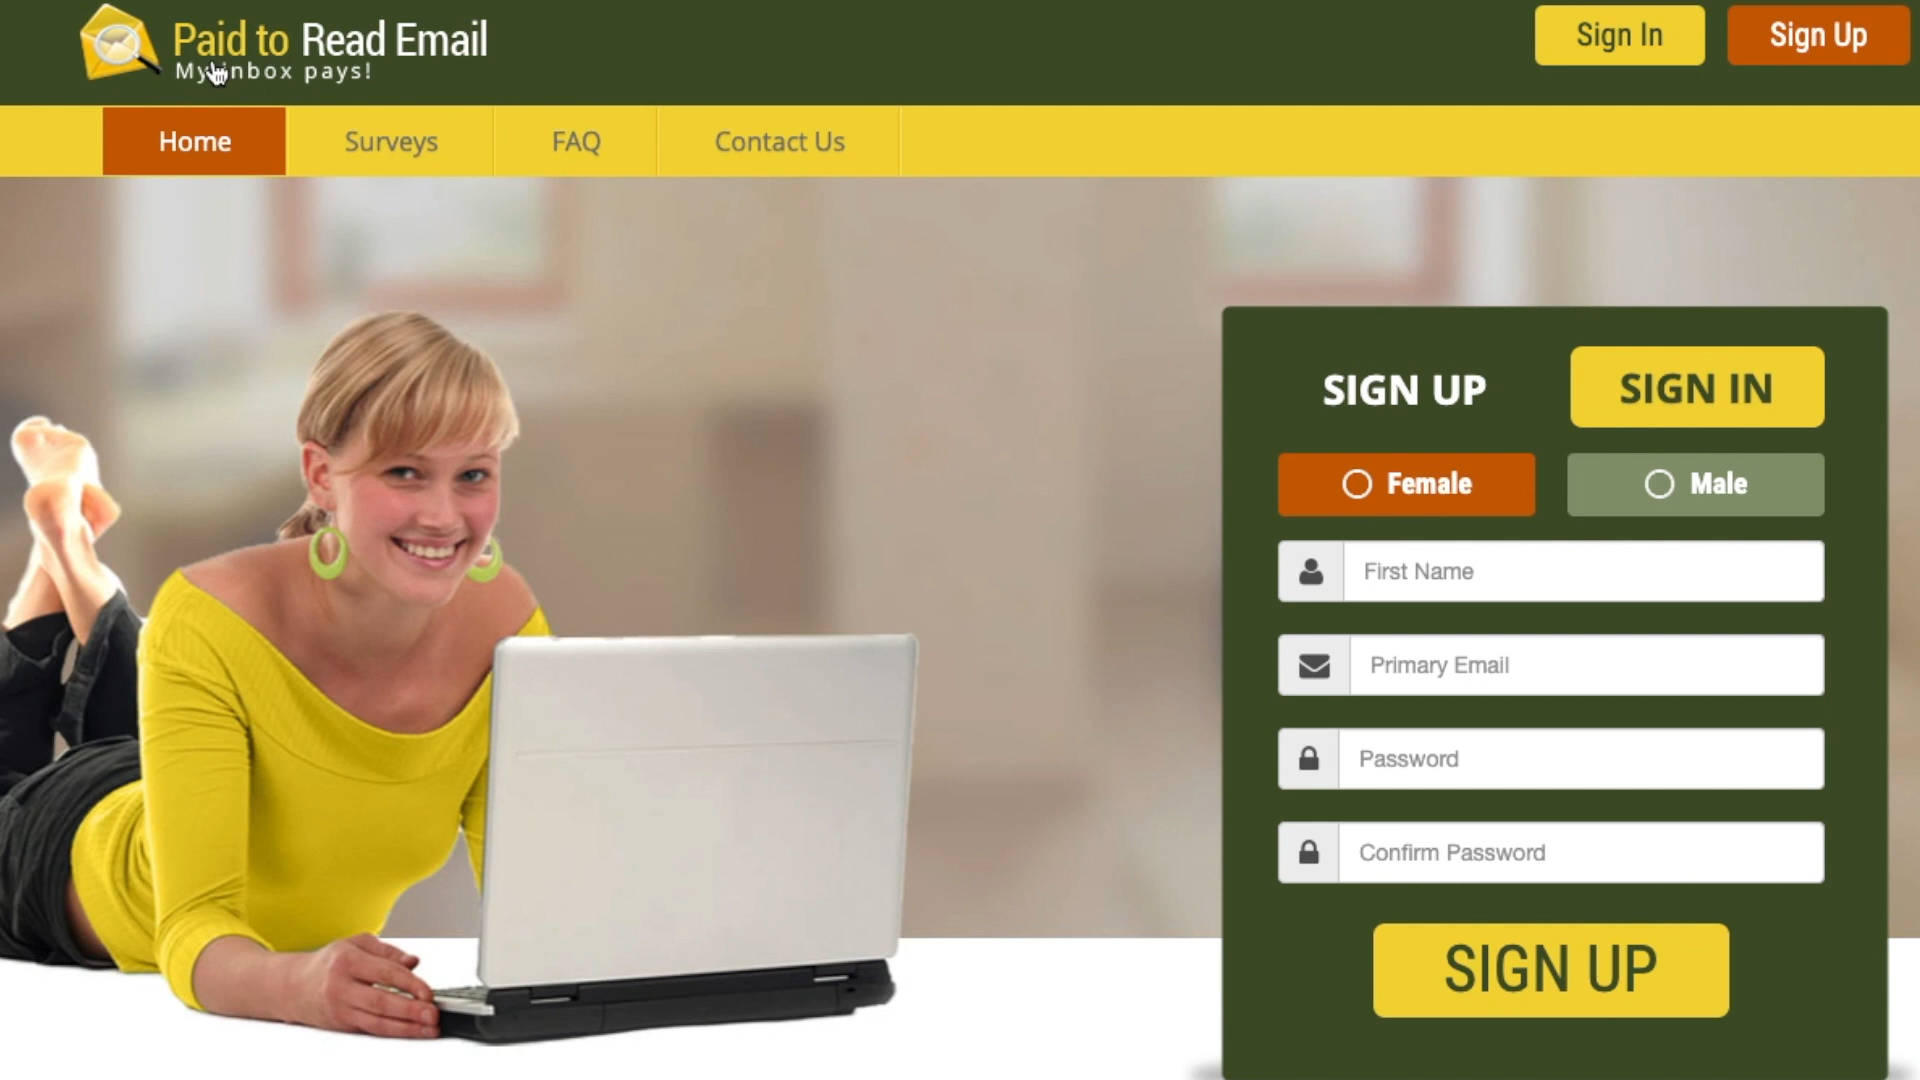 Paid to Read Email
My inbox pays!
Sign In
Sign Up
Home
Surveys
FAQ
Contact Us
SIGN UP
SIGN IN
Female
Male
First Name
Primary Email
Password
Confirm Password
SIGN UP